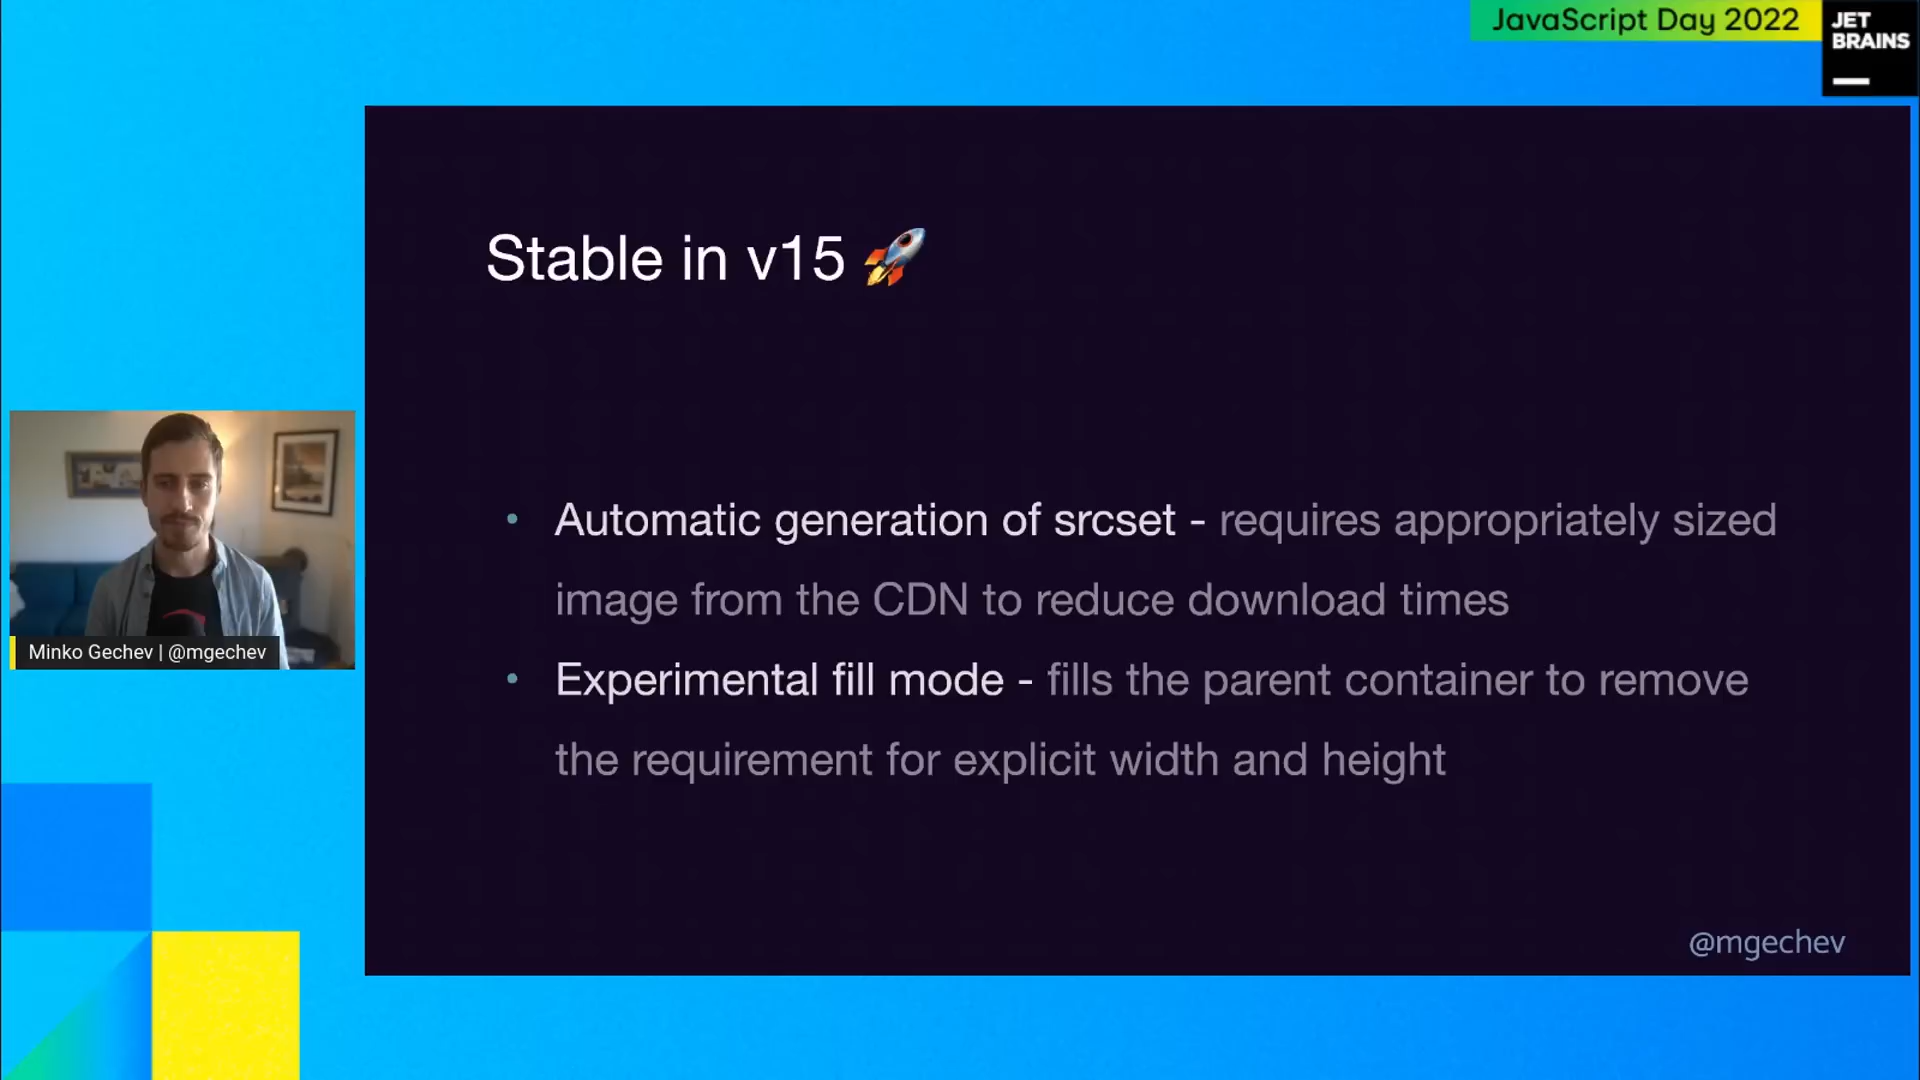 JavaScript Day 2022
JET
BRAINS
Stable in v15 🚀
• Automatic generation of srcset - requires appropriately sized
image from the CDN to reduce download times
• Experimental fill mode - fills the parent container to remove
the requirement for explicit width and height
Minko Gechev | @mgechev
@mgechev